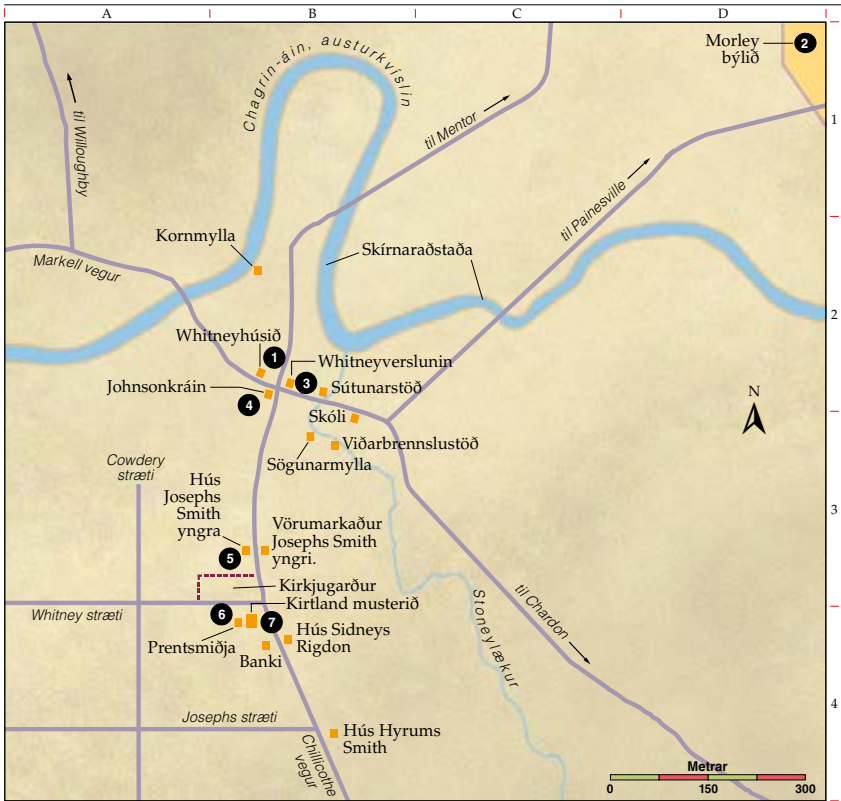 A B C D
1
2
3
4
Morley
býlið
2
Chagrin-áin, austurkvíslin
til Willoughby
til Mentor
til Painesville
Kornmylla
Skírnaraðstaða
Markell vegur
Whitneyhúsið
1
Whitneyverslunin
3
Johnsonkráin
4
Sútunarstöð
Skóli
Viðarbrennslustöð
Sögunarmylla
N
Cowdery
stræti
Hús
Josephs
Smith
yngra
5
Vörumarkaður
Josephs Smith
yngri.
Kirkjugarður
Kirtland musterið
Whitney stræti
6
7
Prentsmiðja
Banki
Hús Sidneys
Rigdon
Stoneylækur
til Chardon
Josephs stræti
Hús Hyrums
Smith
Chillicothe
vegur
Metrar
0 150 300